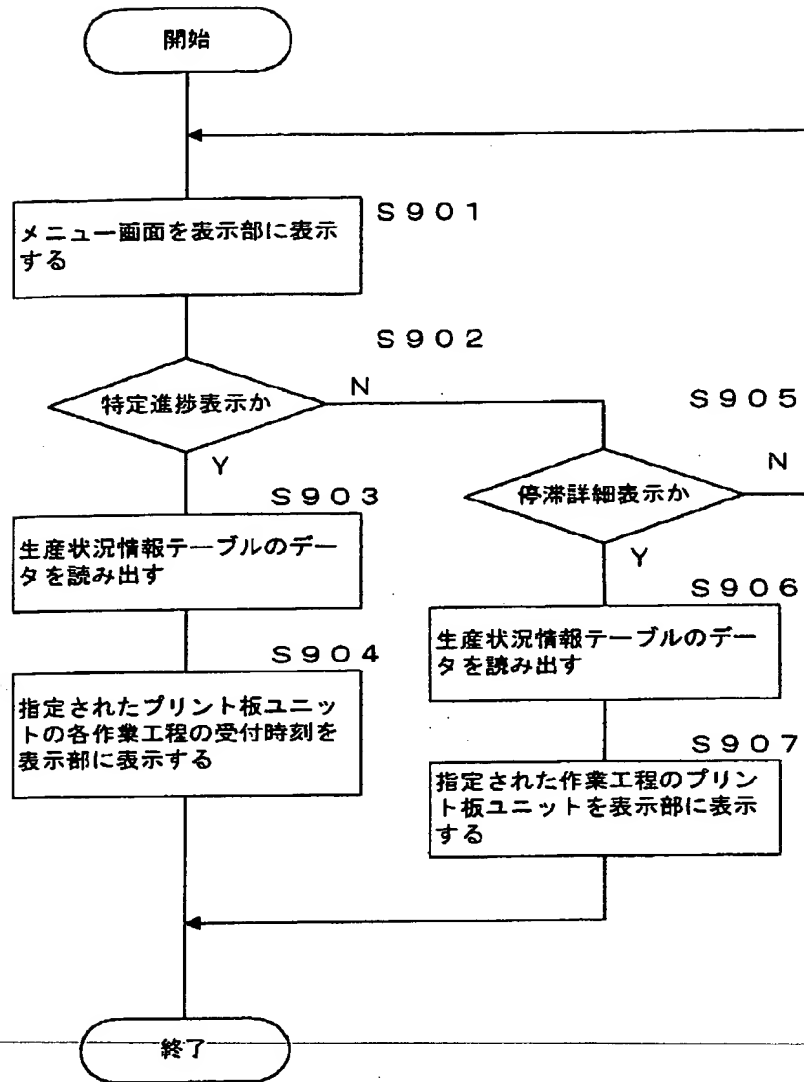 開始
S901
メニュー画面を表示部に表示
する
S902
特定進捗表示か
N
Y
S903
生産状況情報テーブルのデー
タを読み出す
S904
指定されたプリント板ユニッ
トの各作業工程の受付時刻を
表示部に表示する
S905
停滞詳細表示か
N
Y
S906
生産状況情報テーブルのデー
タを読み出す
S907
指定された作業工程のプリン
ト板ユニットを表示部に表示
する
終了